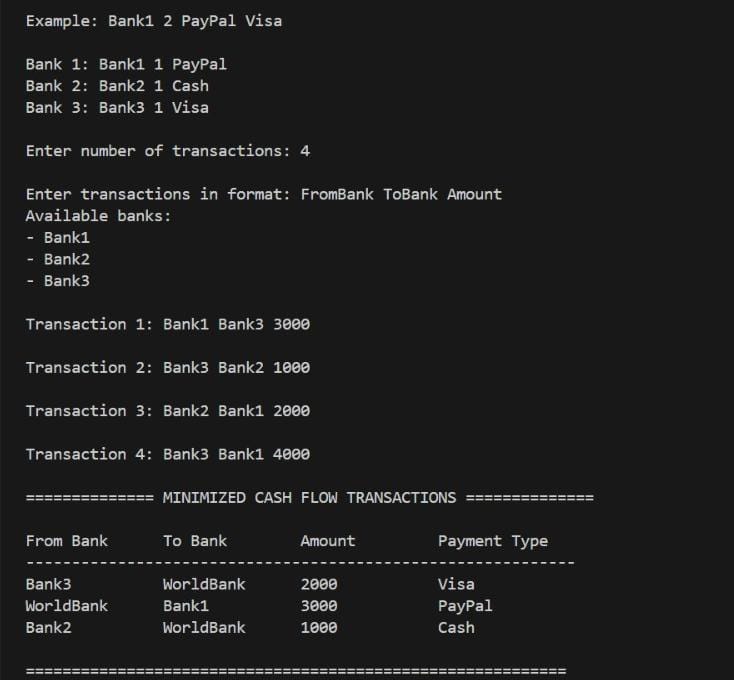 Example: Bank1 2 PayPal Visa
Bank 1: Bank1 1 PayPal
Bank 2: Bank2 1 Cash
Bank 3: Bank3 1 Visa
Enter number of transactions: 4
Enter transactions in format: FromBank ToBank Amount
Available banks:
- Bank1
- Bank2
- Bank3
Transaction 1: Bank1 Bank3 3000
Transaction 2: Bank3 Bank2 1000
Transaction 3: Bank2 Bank1 2000
Transaction 4: Bank3 Bank1 4000
============== MINIMIZED CASH FLOW TRANSACTIONS ==============
From Bank      To Bank        Amount         Payment Type
------------------------------------------------------------
Bank3          WorldBank      2000           Visa
WorldBank      Bank1          3000           PayPal
Bank2          WorldBank      1000           Cash
===========================================================